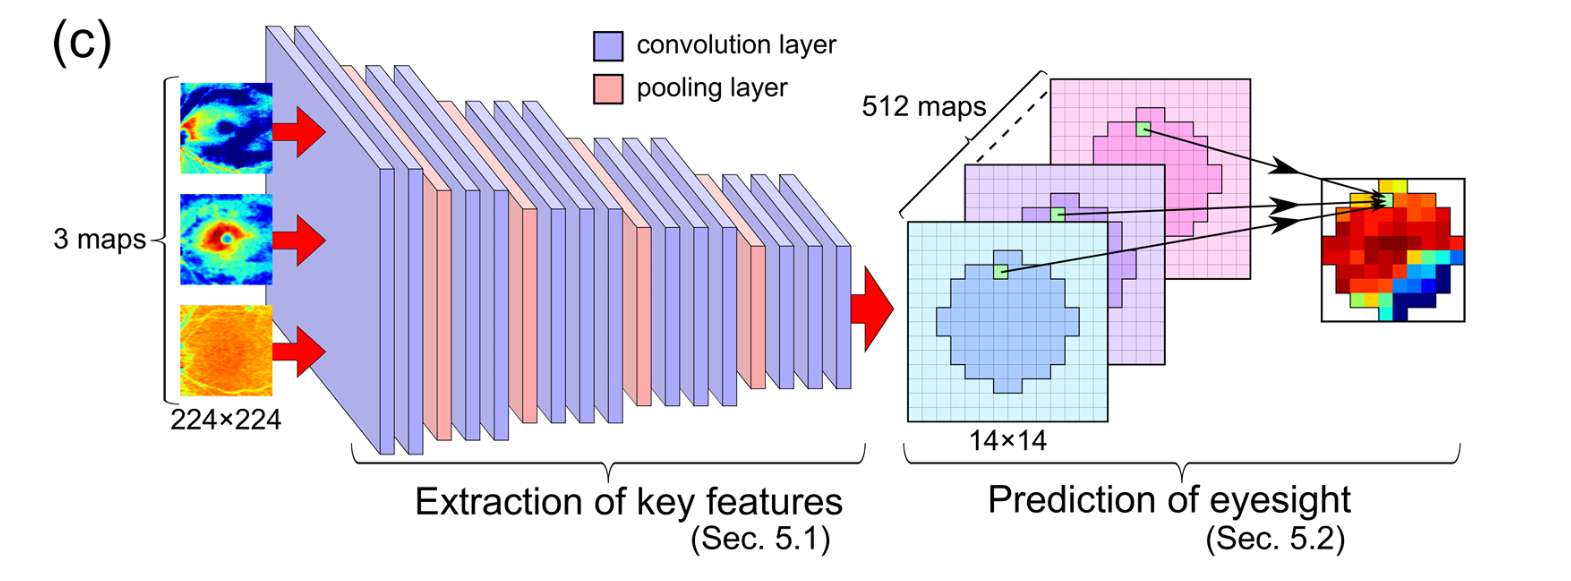 (c)
convolution layer
pooling layer
3 maps
224×224
512 maps
14×14
Extraction of key features
(Sec. 5.1)
Prediction of eyesight
(Sec. 5.2)